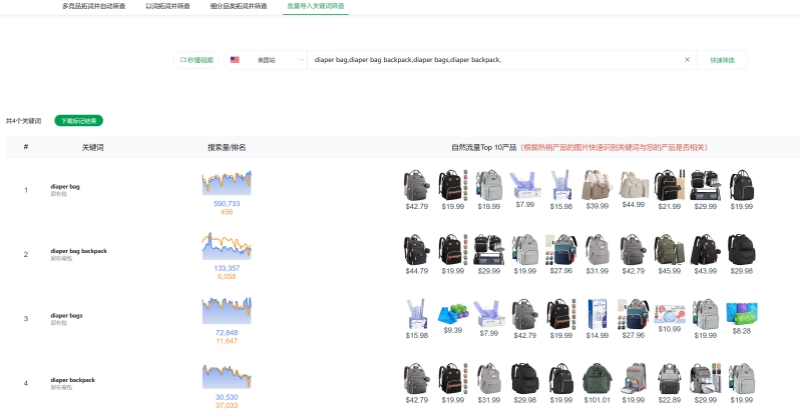 多竞品拓词并自动筛查 以词拓词并筛查 细分品类拓词并筛查 批量导入关键词筛查
秒懂视频 美国站 diaper bag,diaper bag backpack,diaper bags,diaper backpack, × 快速筛选
共4个关键词 下载标记结果
# 关键词 搜索量/排名 自然流量Top 10产品（根据热销产品的图片快速识别关键词与您的产品是否相关）
1 diaper bag
尿布包
590,733
456
$42.79 $19.99 $19.99 $7.99 $15.98 $39.99 $44.99 $21.99 $29.99 $19.99
2 diaper bag backpack
尿布背包
133,357
6,058
$44.79 $19.99 $29.99 $19.99 $27.96 $31.99 $42.79 $45.99 $43.99 $29.98
3 diaper bags
尿布包
72,848
11,647
$15.98 $9.39 $7.99 $42.79 $19.99 $14.99 $27.96 $10.99 $19.99 $8.28
4 diaper backpack
尿布背包
30,530
37,033
$42.79 $19.99 $31.99 $29.98 $19.99 $101.01 $19.99 $22.89 $29.99 $19.99